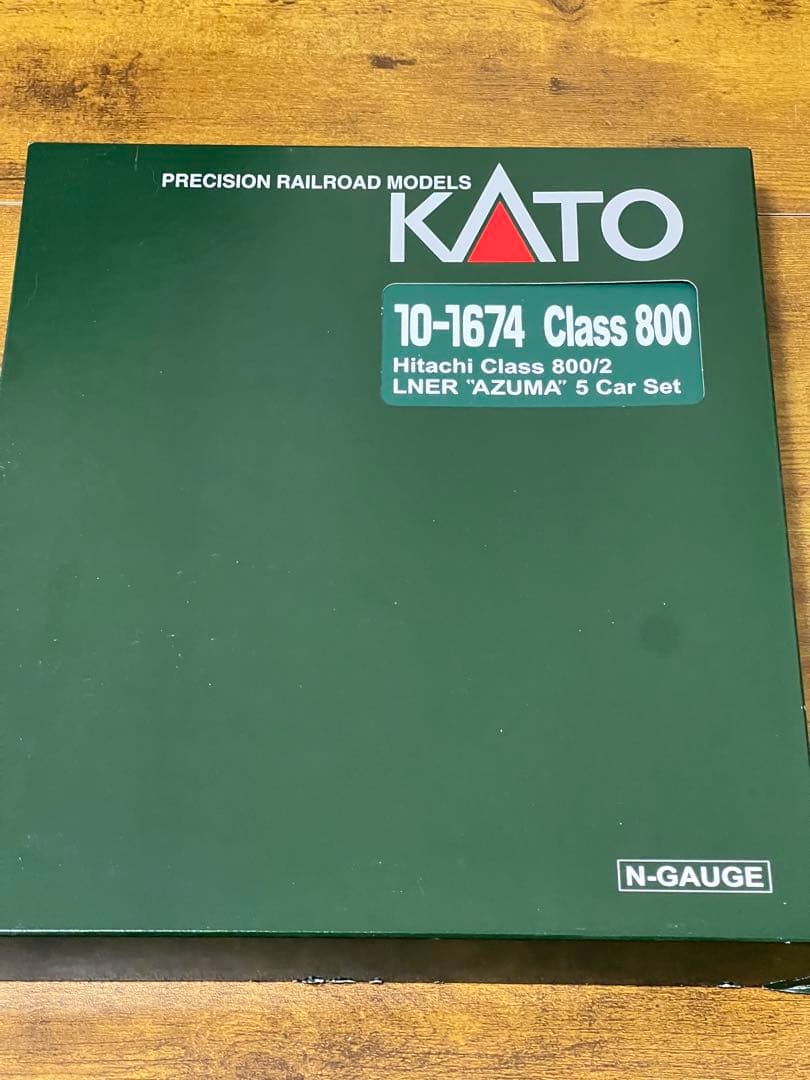 PRECISION RAILROAD MODELS
KATO
10-1674 Class 800
Hitachi Class 800/2
LNER "AZUMA" 5 Car Set
N-GAUGE